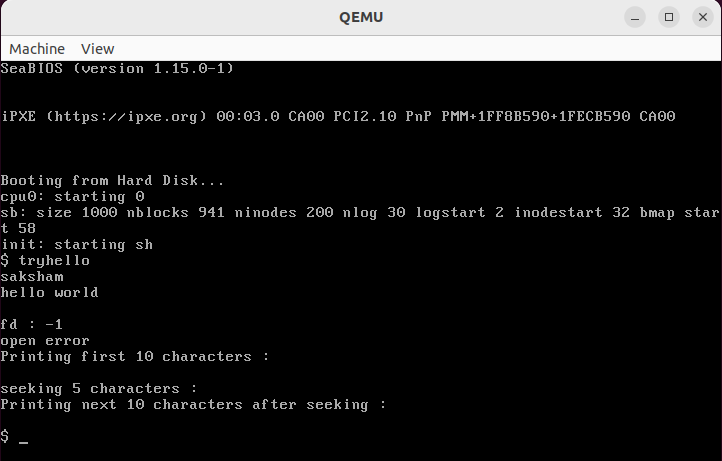 QEMU
Machine View
SeaBIOS (version 1.15.0-1)
iPXE (https://ipxe.org) 00:03.0 CA00 PCI2.10 PnP PMM+1FF8B590+1FECB590 CA00
Booting from Hard Disk...
cpu0: starting 0
sb: size 1000 nblocks 941 ninodes 200 nlog 30 logstart 2 inodestart 32 bmap star
t 58
init: starting sh
$ tryhello
saksham
hello world
fd : -1
open error
Printing first 10 characters :
seeking 5 characters :
Printing next 10 characters after seeking :
$ _